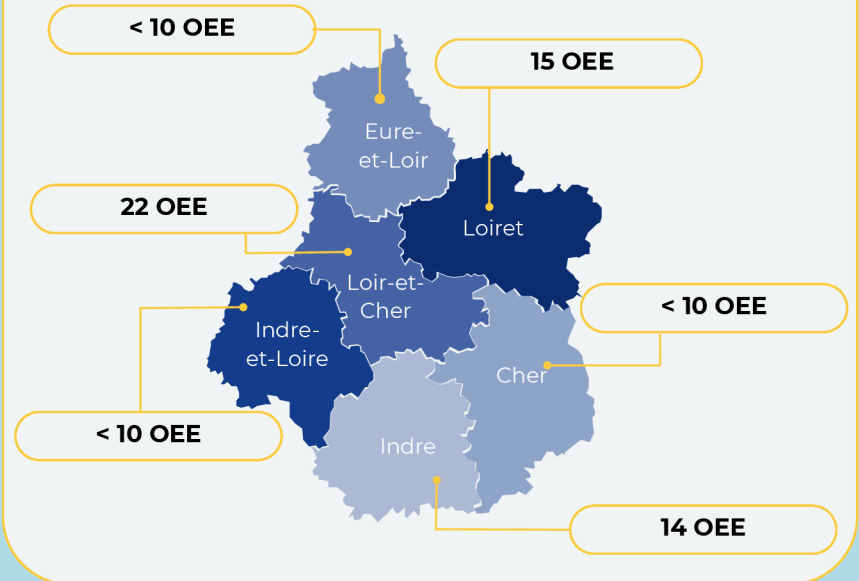 < 10 OEE
15 OEE
Eure-
et-Loir
22 OEE
Loiret
Loir-et-
Cher
< 10 OEE
Indre-
et-Loire
Cher
< 10 OEE
Indre
14 OEE